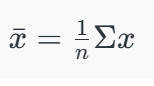 x̄ = 1/n Σx